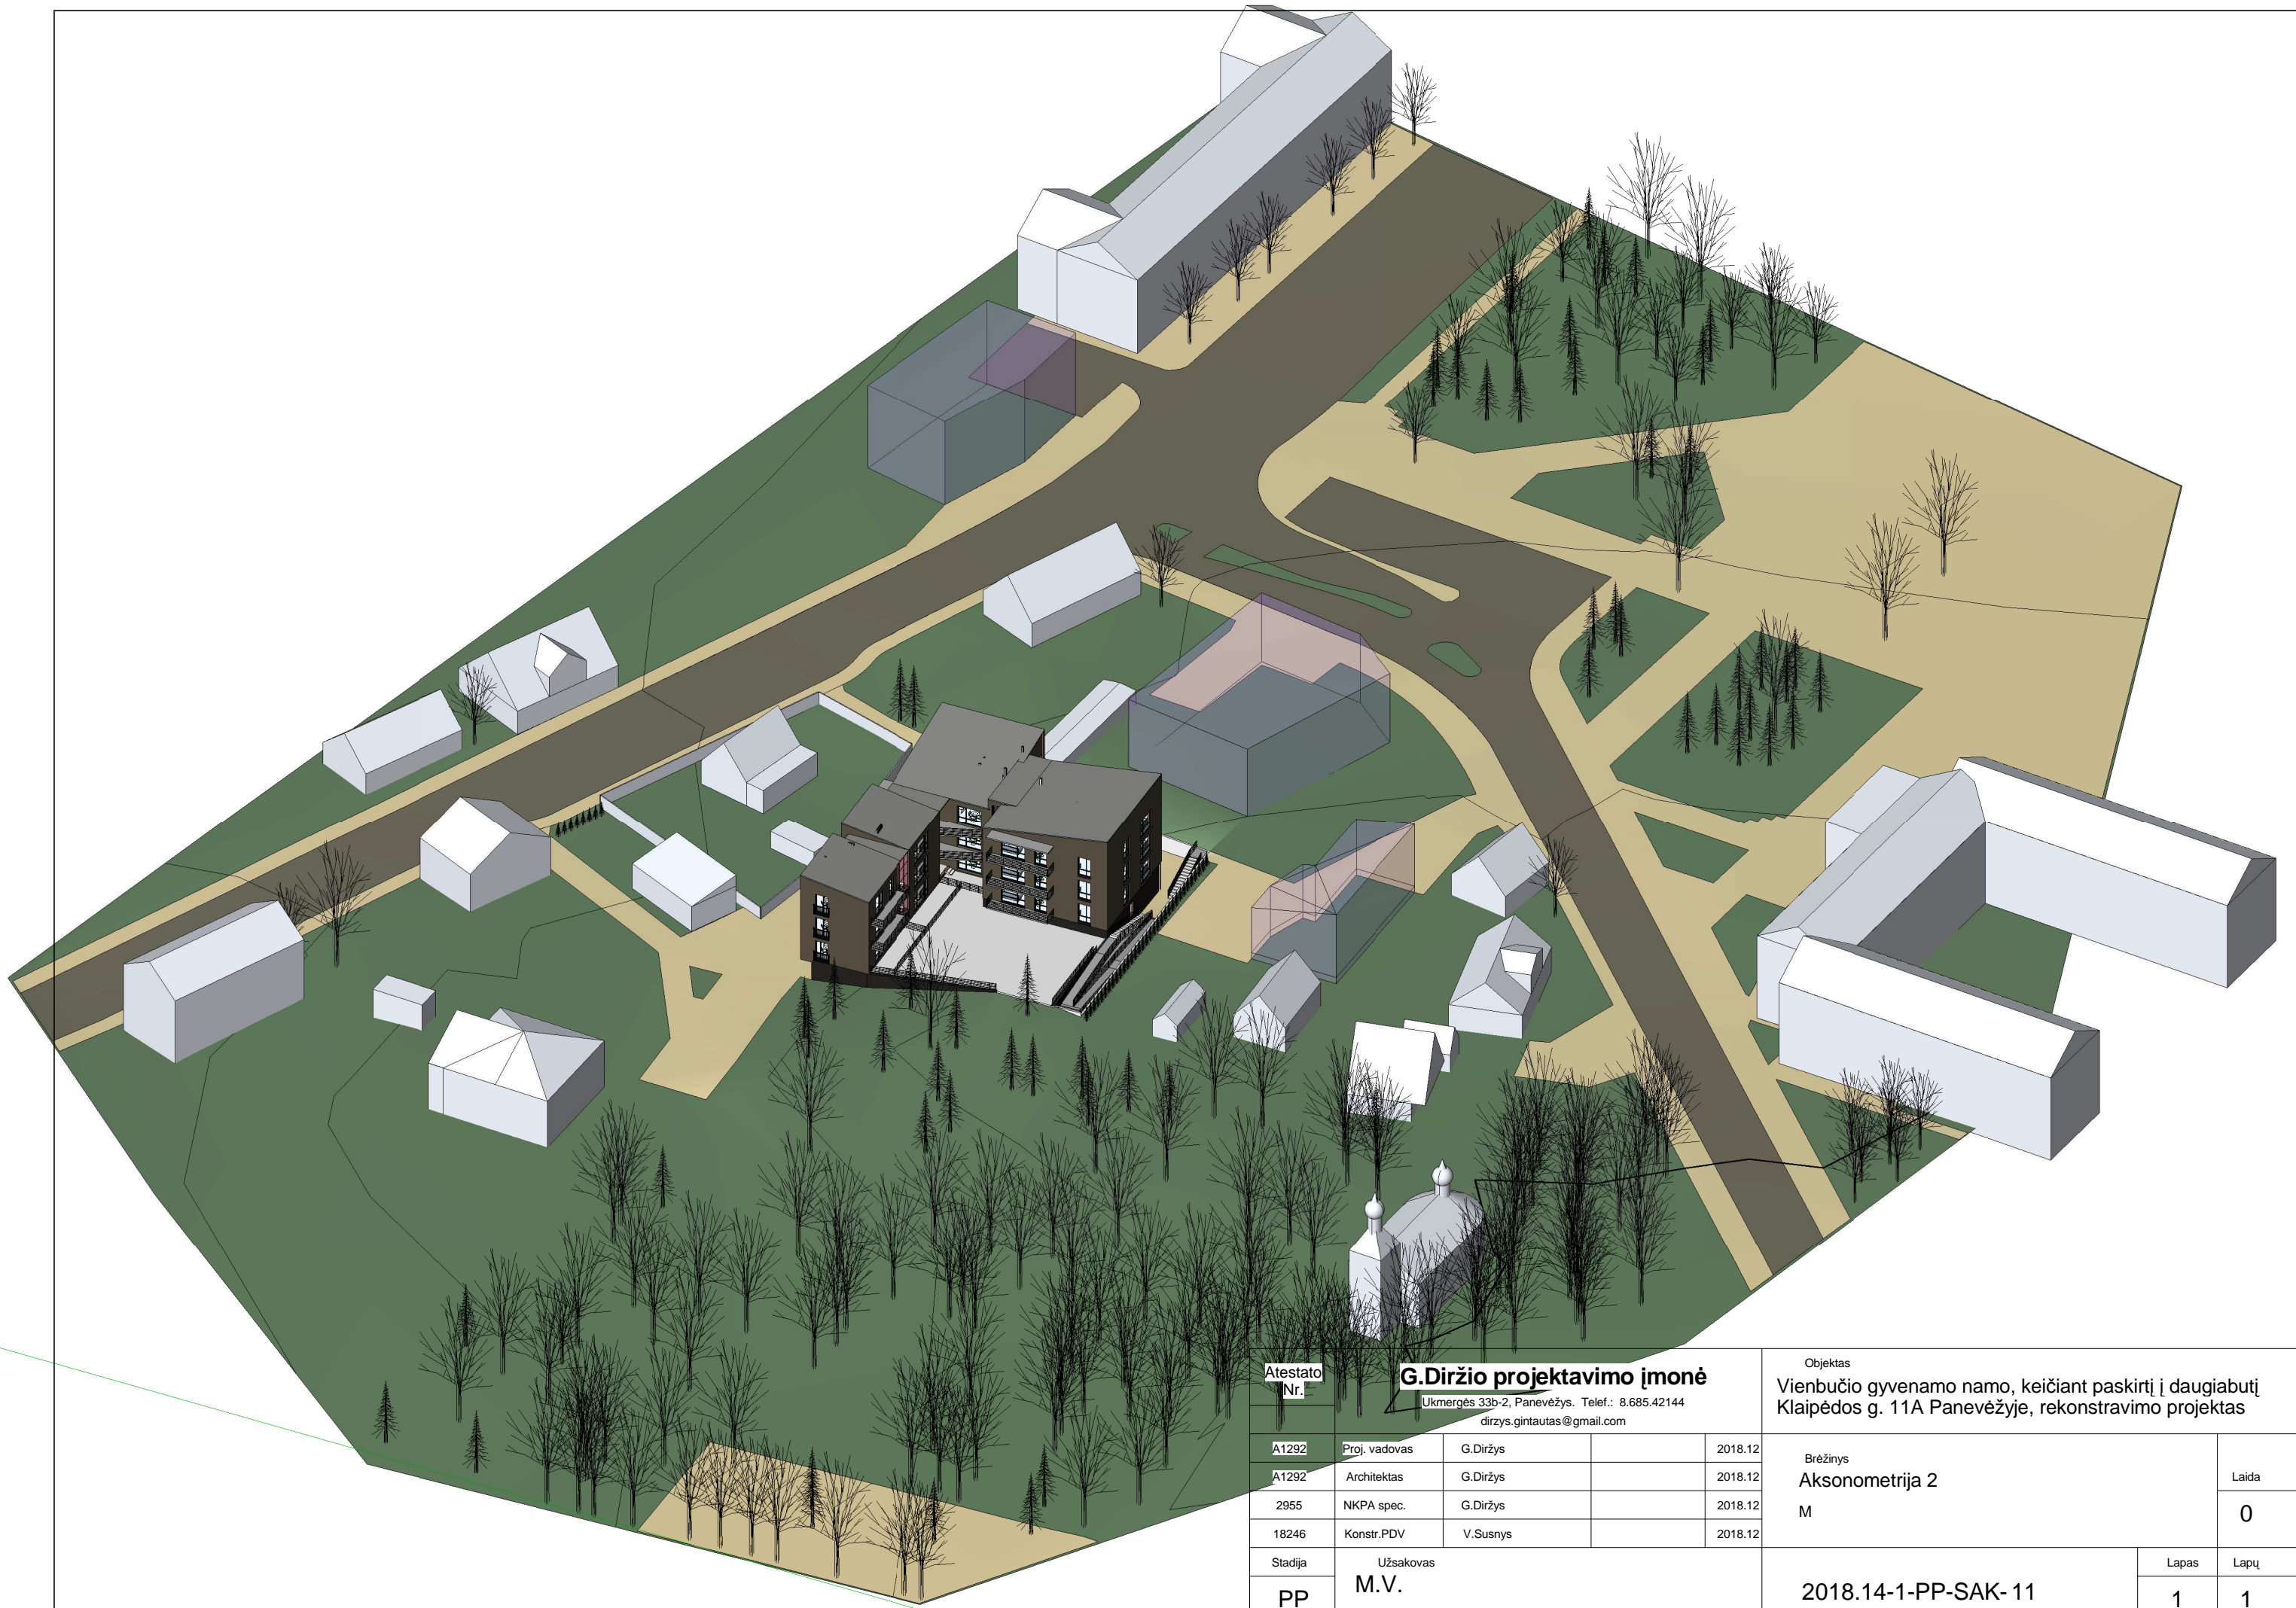 Atestato
Nr.
G.Diržio projektavimo įmonė
Ukmergės 33b-2, Panevėžys. Telef.: 8.685.42144
dirzys.gintautas@gmail.com
A1292 Proj. vadovas G.Diržys 2018.12
A1292 Architektas G.Diržys 2018.12
2955 NKPA spec. G.Diržys 2018.12
18246 Konstr.PDV V.Susnys 2018.12
Stadija
PP
Užsakovas
M.V.
Objektas
Vienbučio gyvenamo namo, keičiant paskirtį į daugiabutį
Klaipėdos g. 11A Panevėžyje, rekonstravimo projektas
Brėžinys
Aksonometrija 2
M
Laida
0
2018.14-1-PP-SAK- 11
Lapas Lapų
1 1